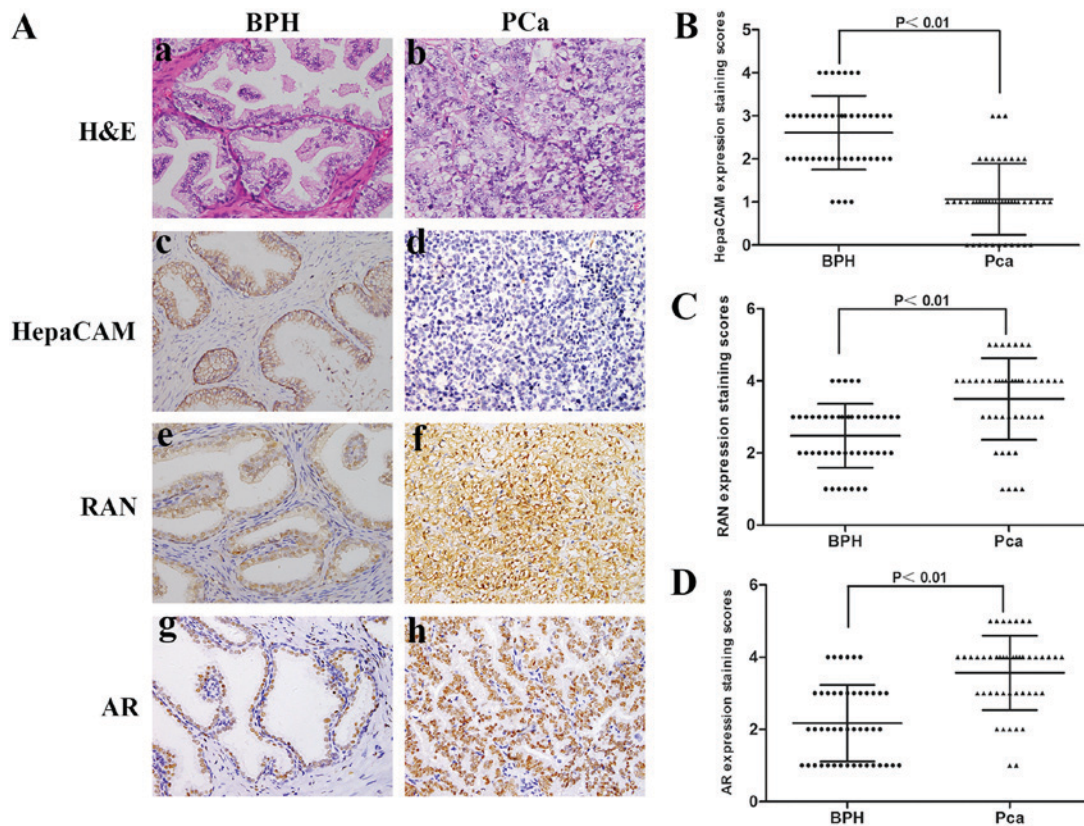 A
BPH
PCa
H&E
a
b
HepaCAM
c
d
RAN
e
f
AR
g
h
B
P< 0.01
HepaCAM expression staining scores
5
4
3
2
1
0
BPH
Pca
C
P< 0.01
RAN expression staining scores
6
4
2
0
BPH
Pca
D
P< 0.01
AR expression staining scores
6
4
2
0
BPH
Pca